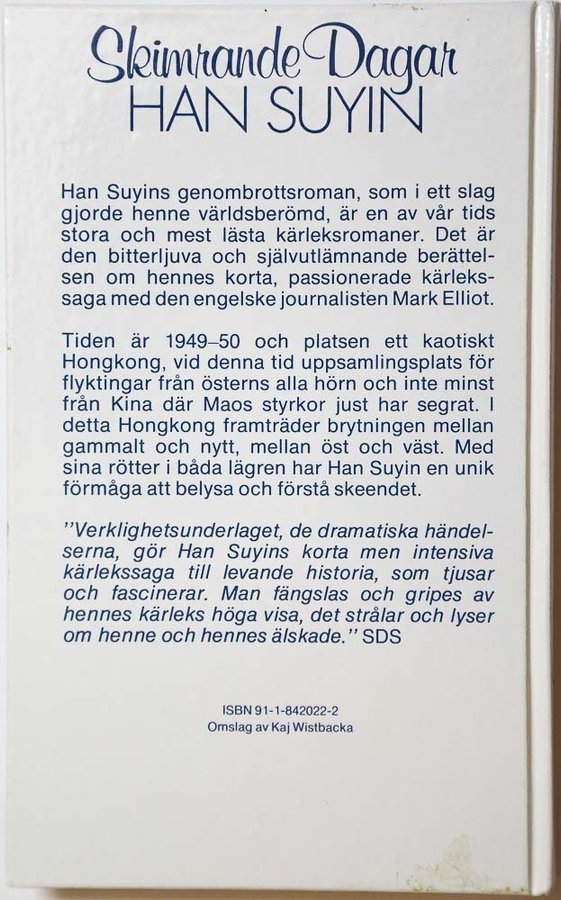 Skimrande Dagar
HAN SUYIN
Han Suyins genombrottsroman, som i ett slag
gjorde henne världsberömd, är en av vår tids
stora och mest lästa kärleksromaner. Det är
den bitterljuva och självutlämnande berättel-
sen om hennes korta, passionerade kärleks-
saga med den engelske journalisten Mark Elliot.
Tiden är 1949–50 och platsen ett kaotiskt
Hongkong, vid denna tid uppsamlingsplats för
flyktingar från österns alla hörn och inte minst
från Kina där Maos styrkor just har segrat. I
detta Hongkong framträder brytningen mellan
gammalt och nytt, mellan öst och väst. Med
sina rötter i båda lägren har Han Suyin en unik
förmåga att belysa och förstå skeendet.
”Verklighetsunderlaget, de dramatiska händel-
serna, gör Han Suyins korta men intensiva
kärlekssaga till levande historia, som tjusar
och fascinerar. Man fängslas och gripes av
hennes kärleks höga visa, det strålar och lyser
om henne och hennes älskade.” SDS
ISBN 91-1-842022-2
Omslag av Kaj Wistbacka